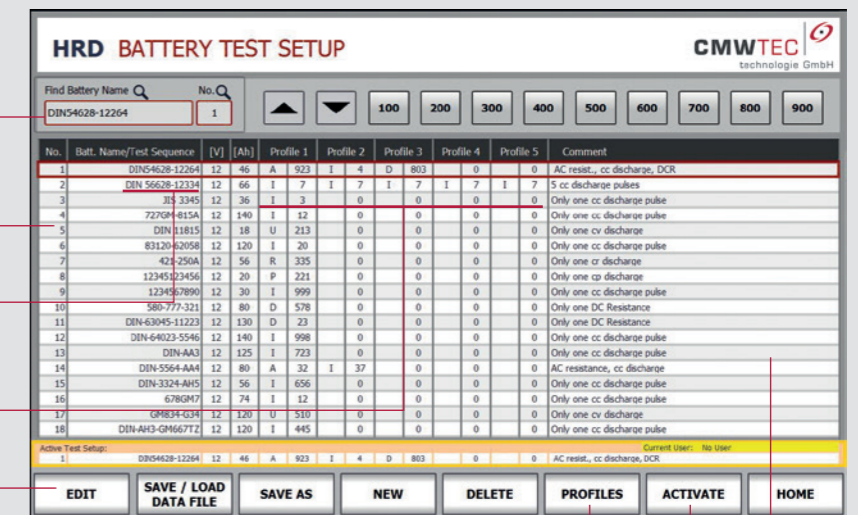 HRD BATTERY TEST SETUP
CMWTEC
technologie GmbH
Find Battery Name No.
DIN54628-12264 1 100 200 300 400 500 600 700 800 900
No. Batt. Name/Test Sequence [V] [Ah] Profile 1 Profile 2 Profile 3 Profile 4 Profile 5 Comment
1 DIN54628-12264 12 46 A 923 I 4 D 803 0 0 AC resist., cc discharge, DCR
2 DIN 56628-12334 12 66 I 7 I 7 I 7 I 7 I 7 5 cc discharge pulses
3 JIS 3345 12 36 I 3 0 0 0 0 Only one cc discharge pulse
4 727GM-815A 12 140 I 12 0 0 0 0 Only one cc discharge pulse
5 DIN 11815 12 18 U 213 0 0 0 0 Only one cv discharge
6 83120-62058 12 120 I 20 0 0 0 0 Only one cc discharge pulse
7 421-250A 12 56 R 335 0 0 0 0 Only one cr discharge
8 12345123456 12 20 P 221 0 0 0 0 Only one cp discharge
9 1234567890 12 30 I 999 0 0 0 0 Only one cc discharge pulse
10 580-777-321 12 80 D 578 0 0 0 0 Only one DC Resistance
11 DIN-63045-11223 12 130 D 23 0 0 0 0 Only one DC Resistance
12 DIN-64023-5546 12 140 I 998 0 0 0 0 Only one cc discharge pulse
13 DIN-AA3 12 125 I 723 0 0 0 0 Only one cc discharge pulse
14 DIN-5564-AA4 12 80 A 32 I 37 0 0 0 AC resistance, cc discharge
15 DIN-3324-AH5 12 56 I 656 0 0 0 0 Only one cc discharge pulse
16 678GM7 12 74 I 12 0 0 0 0 Only one cc discharge pulse
17 GM834-G34 12 120 U 510 0 0 0 0 Only one cv discharge
18 DIN-AH3-GM667TZ 12 120 I 445 0 0 0 0 Only one cc discharge pulse
Active Test Setup: Current User: No User
1 DIN54628-12264 12 46 A 923 I 4 D 803 0 0 AC resist., cc discharge, DCR
EDIT SAVE / LOAD DATA FILE SAVE AS NEW DELETE PROFILES ACTIVATE HOME